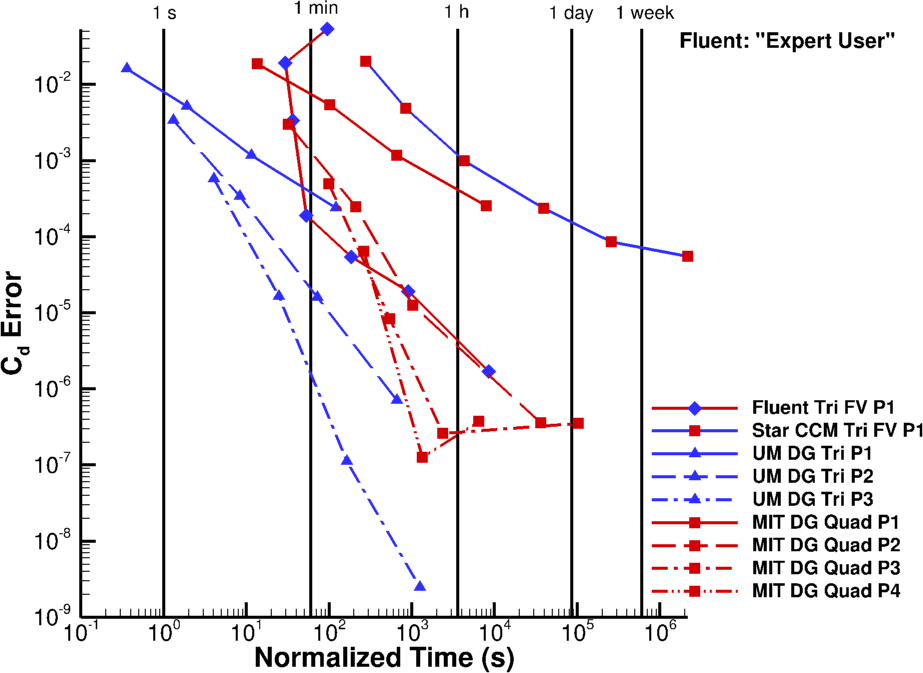 1 s 1 min 1 h 1 day 1 week
Fluent: "Expert User"
10^-2
10^-3
10^-4
10^-5
10^-6
10^-7
10^-8
10^-9
C_d Error
Fluent Tri FV P1
Star CCM Tri FV P1
UM DG Tri P1
UM DG Tri P2
UM DG Tri P3
MIT DG Quad P1
MIT DG Quad P2
MIT DG Quad P3
MIT DG Quad P4
10^-1 10^0 10^1 10^2 10^3 10^4 10^5 10^6
Normalized Time (s)